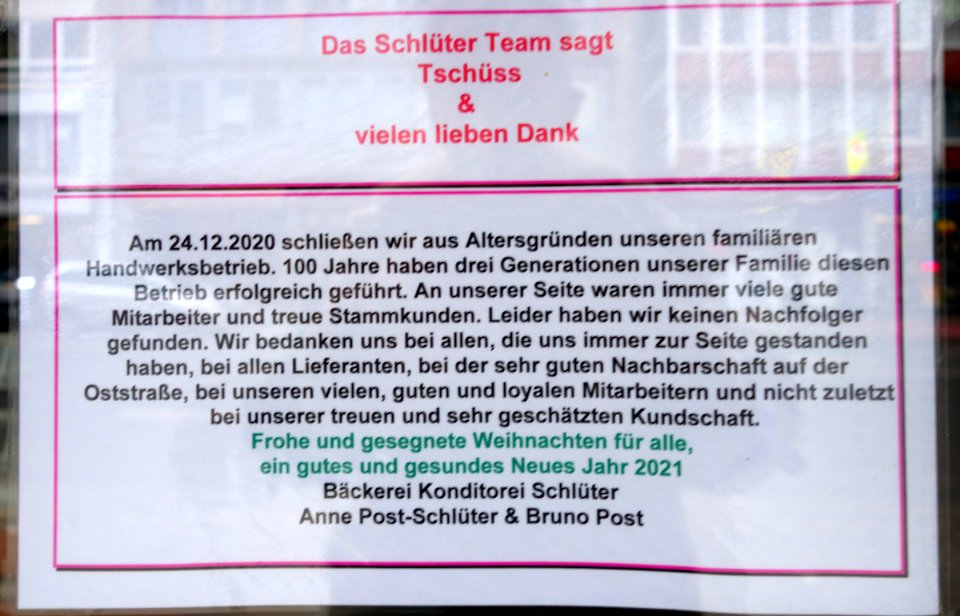 Das Schlüter Team sagt
Tschüss
&
vielen lieben Dank
Am 24.12.2020 schließen wir aus Altersgründen unseren familiären
Handwerksbetrieb. 100 Jahre haben drei Generationen unserer Familie diesen
Betrieb erfolgreich geführt. An unserer Seite waren immer viele gute
Mitarbeiter und treue Stammkunden. Leider haben wir keinen Nachfolger
gefunden. Wir bedanken uns bei allen, die uns immer zur Seite gestanden
haben, bei allen Lieferanten, bei der sehr guten Nachbarschaft auf der
Oststraße, bei unseren vielen, guten und loyalen Mitarbeitern und nicht zuletzt
bei unserer treuen und sehr geschätzten Kundschaft.
Frohe und gesegnete Weihnachten für alle,
ein gutes und gesundes Neues Jahr 2021
Bäckerei Konditorei Schlüter
Anne Post-Schlüter & Bruno Post